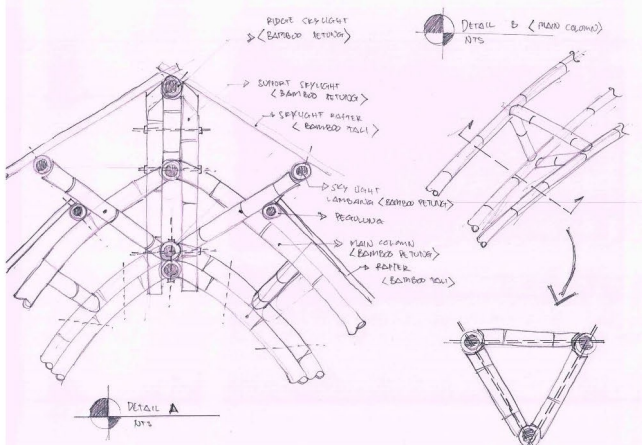 RIDGE SKYLIGHT
< BAMBOO PETUNG >
SUPPORT SKYLIGHT
< BAMBOO PETUNG >
SKYLIGHT RAFTER
< BAMBOO TALI >
SKY LIGHT
< BAMBOO PETUNG >
PEGULUNG
MAIN COLUMN
< BAMBOO PETUNG >
RAFTER
< BAMBOO TALI >
DETAIL A
NTS
DETAIL B < MAIN COLUMN >
NTS